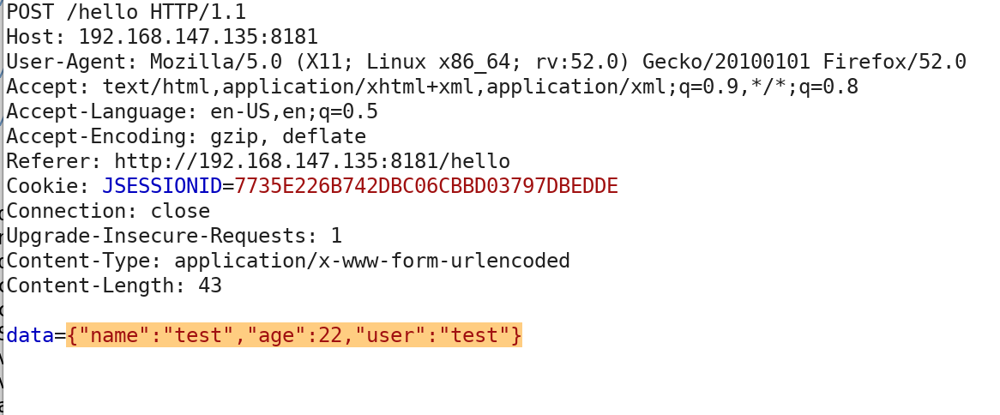 POST /hello HTTP/1.1
Host: 192.168.147.135:8181
User-Agent: Mozilla/5.0 (X11; Linux x86_64; rv:52.0) Gecko/20100101 Firefox/52.0
Accept: text/html,application/xhtml+xml,application/xml;q=0.9,*/*;q=0.8
Accept-Language: en-US,en;q=0.5
Accept-Encoding: gzip, deflate
Referer: http://192.168.147.135:8181/hello
Cookie: JSESSIONID=7735E226B742DBC06CBBD03797DBEDDE
Connection: close
Upgrade-Insecure-Requests: 1
Content-Type: application/x-www-form-urlencoded
Content-Length: 43
data={"name":"test","age":22,"user":"test"}